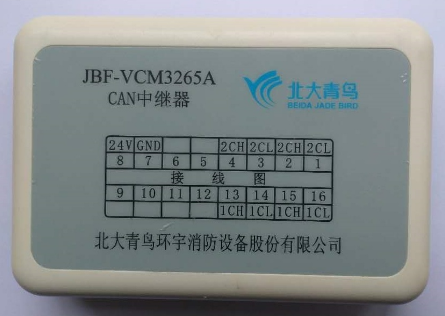 JBF-VCM3265A
CAN中继器
北大青鸟
BEIDA JADE BIRD
24V GND 2CH 2CL 2CH 2CL
8 7 6 5 4 3 2 1
接 线 图
9 10 11 12 13 14 15 16
1CH 1CL 1CH 1CL
北大青鸟环宇消防设备股份有限公司